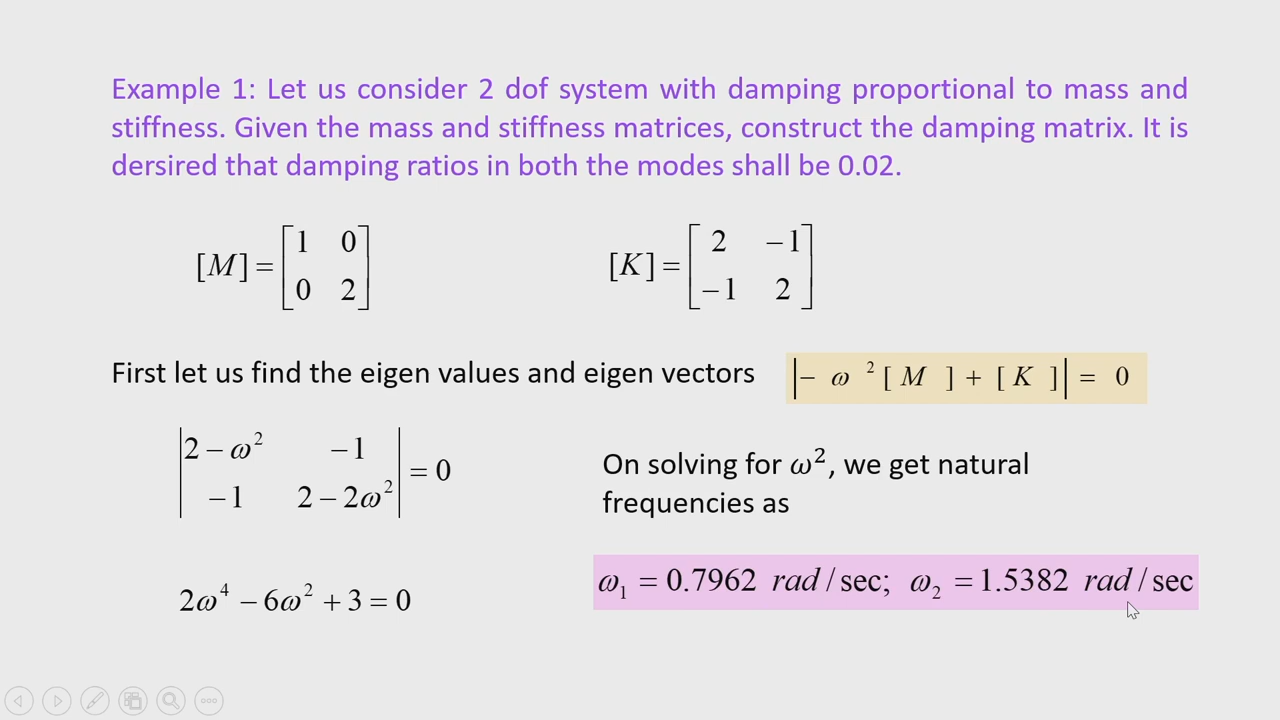 Example 1: Let us consider 2 dof system with damping proportional to mass and
stiffness. Given the mass and stiffness matrices, construct the damping matrix. It is
dersired that damping ratios in both the modes shall be 0.02.
[M] = [1 0
0 2]
[K] = [2 −1
−1 2]
First let us find the eigen values and eigen vectors
|− ω² [ M ] + [ K ]| = 0
|2 − ω² −1
−1 2 − 2ω²| = 0
On solving for ω², we get natural
frequencies as
2ω⁴ − 6ω² + 3 = 0
ω₁ = 0.7962 rad / sec; ω₂ = 1.5382 rad / sec